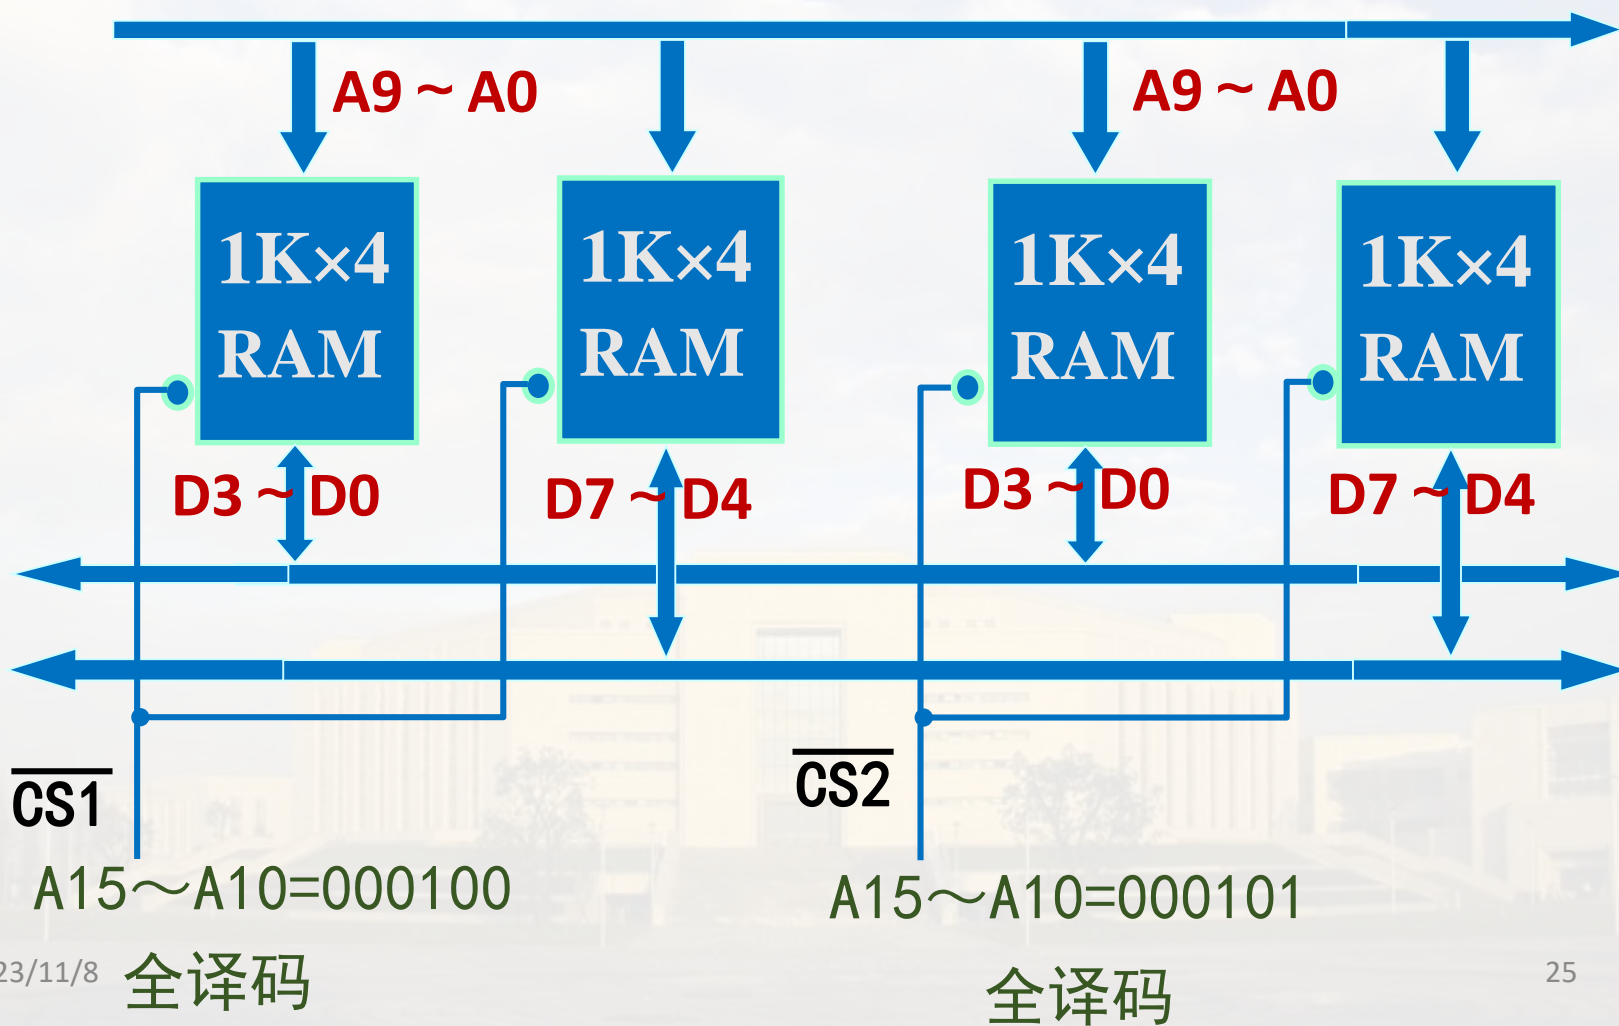 A9～A0
A9～A0
1K×4
RAM
1K×4
RAM
1K×4
RAM
1K×4
RAM
D3～D0
D7～D4
D3～D0
D7～D4
CS1
CS2
A15～A10=000100
A15～A10=000101
全译码
全译码
23/11/8
25